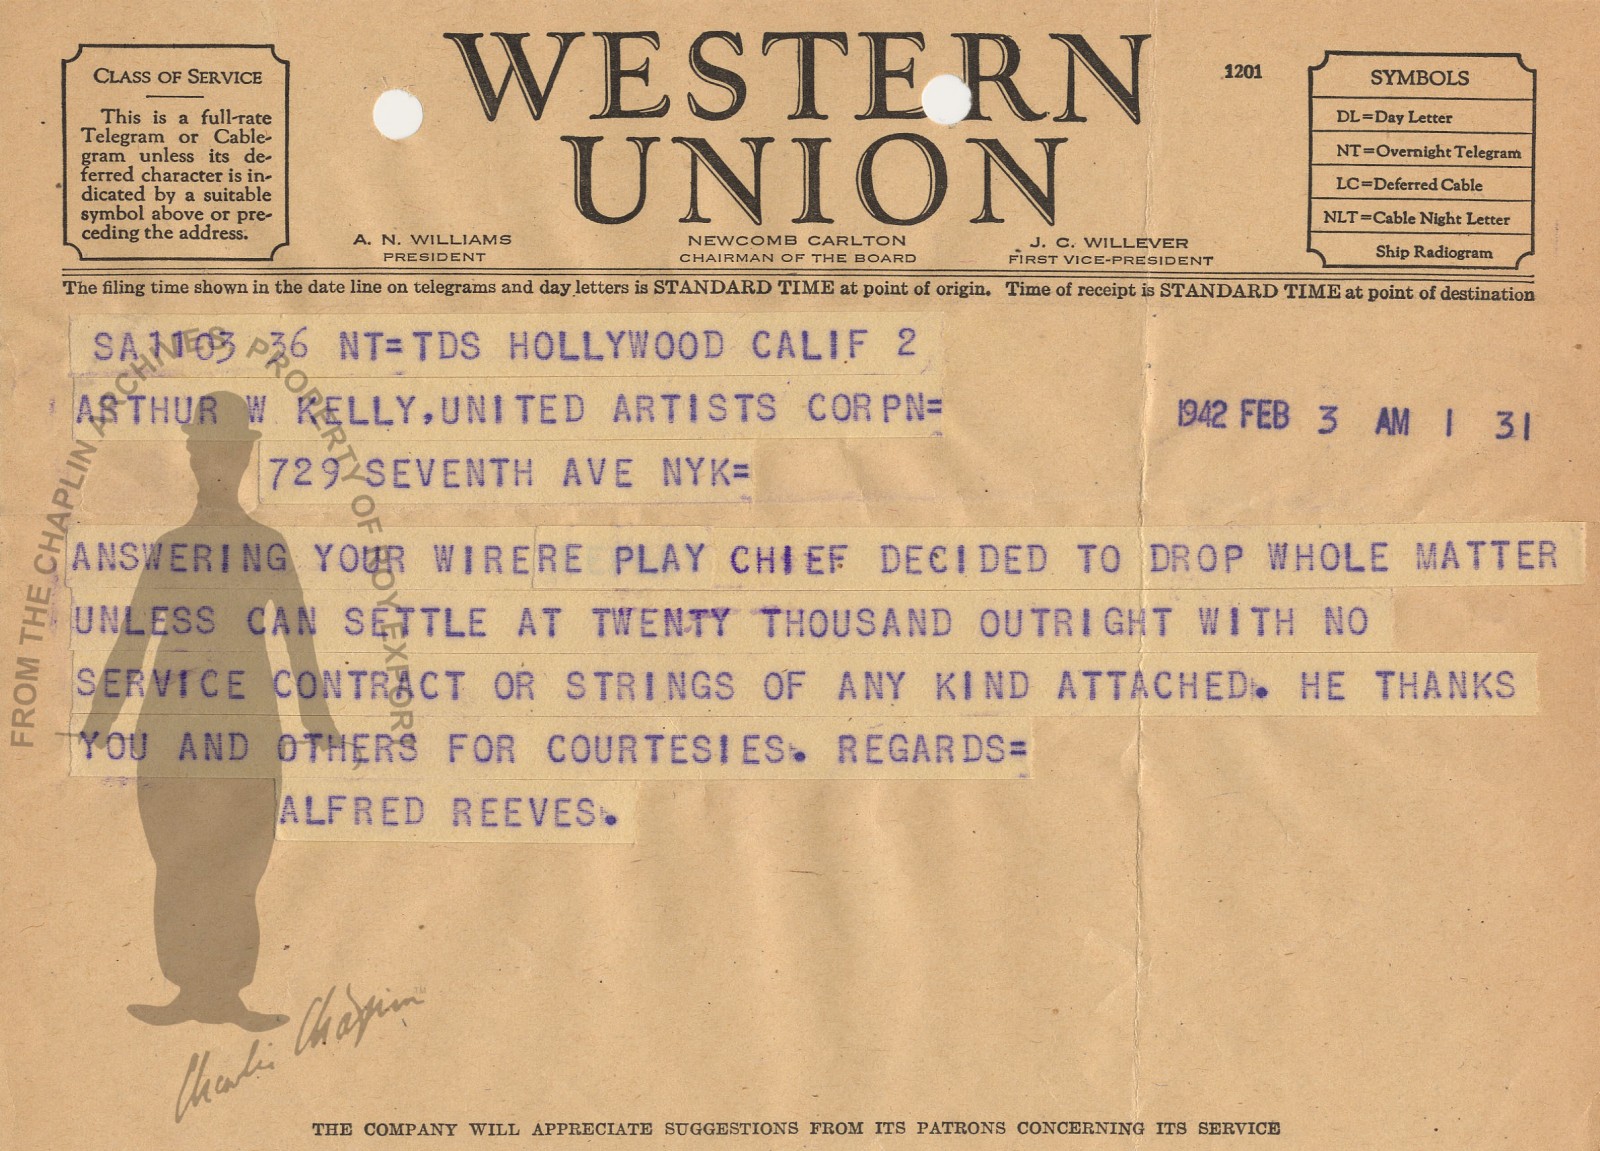 CLASS OF SERVICE
This is a full-rate
Telegram or Cable-
gram unless its de-
ferred character is in-
dicated by a suitable
symbol above or pre-
ceding the address.
WESTERN
UNION
1201
A. N. WILLIAMS
PRESIDENT
NEWCOMB CARLTON
CHAIRMAN OF THE BOARD
J. C. WILLEVER
FIRST VICE-PRESIDENT
SYMBOLS
DL=Day Letter
NT=Overnight Telegram
LC=Deferred Cable
NLT=Cable Night Letter
Ship Radiogram
The filing time shown in the date line on telegrams and day letters is STANDARD TIME at point of origin. Time of receipt is STANDARD TIME at point of destination
SA1103 36 NT=TDS HOLLYWOOD CALIF 2
ARTHUR W KELLY,UNITED ARTISTS CORPN=
729 SEVENTH AVE NYK=
1942 FEB 3 AM 1 31
ANSWERING YOUR WIRERE PLAY CHIEF DECIDED TO DROP WHOLE MATTER
UNLESS CAN SETTLE AT TWENTY THOUSAND OUTRIGHT WITH NO
SERVICE CONTRACT OR STRINGS OF ANY KIND ATTACHED. HE THANKS
YOU AND OTHERS FOR COURTESIES. REGARDS=
ALFRED REEVES.
FROM THE CHAPLIN ARCHIVES PROPERTY OF ROY EXPORT
Charlie Chaplin™
THE COMPANY WILL APPRECIATE SUGGESTIONS FROM ITS PATRONS CONCERNING ITS SERVICE